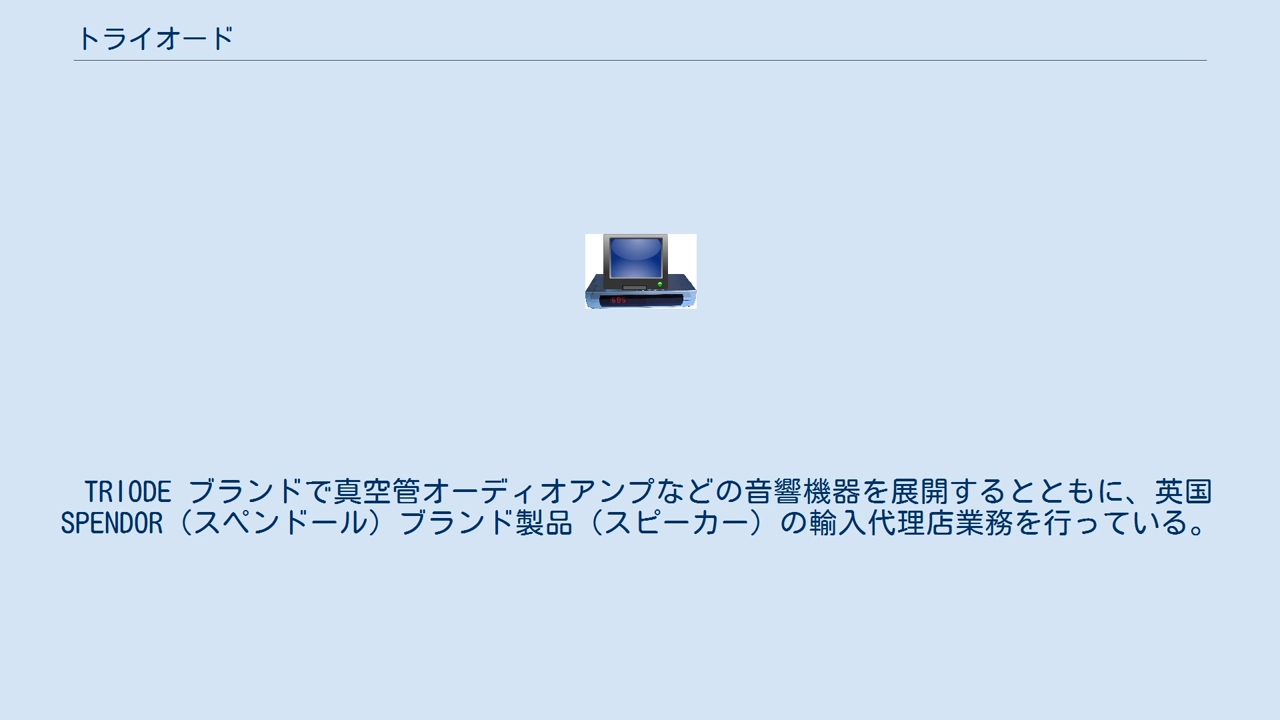 トライオード
TRIODE ブランドで真空管オーディオアンプなどの音響機器を展開するとともに、英国
SPENDOR（スペンドール）ブランド製品（スピーカー）の輸入代理店業務を行っている。